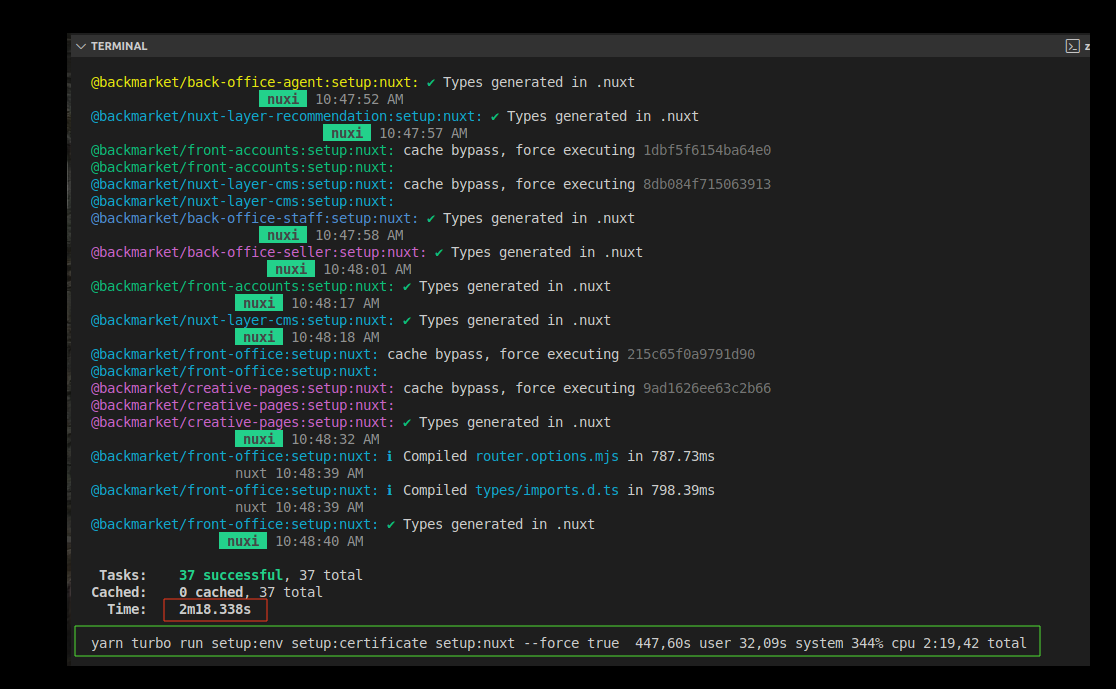 TERMINAL
z
@backmarket/back-office-agent:setup:nuxt: ✔ Types generated in .nuxt
nuxi 10:47:52 AM
@backmarket/nuxt-layer-recommendation:setup:nuxt: ✔ Types generated in .nuxt
nuxi 10:47:57 AM
@backmarket/front-accounts:setup:nuxt: cache bypass, force executing 1dbf5f6154ba64e0
@backmarket/front-accounts:setup:nuxt:
@backmarket/nuxt-layer-cms:setup:nuxt: cache bypass, force executing 8db084f715063913
@backmarket/nuxt-layer-cms:setup:nuxt:
@backmarket/back-office-staff:setup:nuxt: ✔ Types generated in .nuxt
nuxi 10:47:58 AM
@backmarket/back-office-seller:setup:nuxt: ✔ Types generated in .nuxt
nuxi 10:48:01 AM
@backmarket/front-accounts:setup:nuxt: ✔ Types generated in .nuxt
nuxi 10:48:17 AM
@backmarket/nuxt-layer-cms:setup:nuxt: ✔ Types generated in .nuxt
nuxi 10:48:18 AM
@backmarket/front-office:setup:nuxt: cache bypass, force executing 215c65f0a9791d90
@backmarket/front-office:setup:nuxt:
@backmarket/creative-pages:setup:nuxt: cache bypass, force executing 9ad1626ee63c2b66
@backmarket/creative-pages:setup:nuxt:
@backmarket/creative-pages:setup:nuxt: ✔ Types generated in .nuxt
nuxi 10:48:32 AM
@backmarket/front-office:setup:nuxt: ℹ Compiled router.options.mjs in 787.73ms
nuxt 10:48:39 AM
@backmarket/front-office:setup:nuxt: ℹ Compiled types/imports.d.ts in 798.39ms
nuxt 10:48:39 AM
@backmarket/front-office:setup:nuxt: ✔ Types generated in .nuxt
nuxi 10:48:40 AM
Tasks: 37 successful, 37 total
Cached: 0 cached, 37 total
Time: 2m18.338s
yarn turbo run setup:env setup:certificate setup:nuxt --force true 447,60s user 32,09s system 344% cpu 2:19,42 total